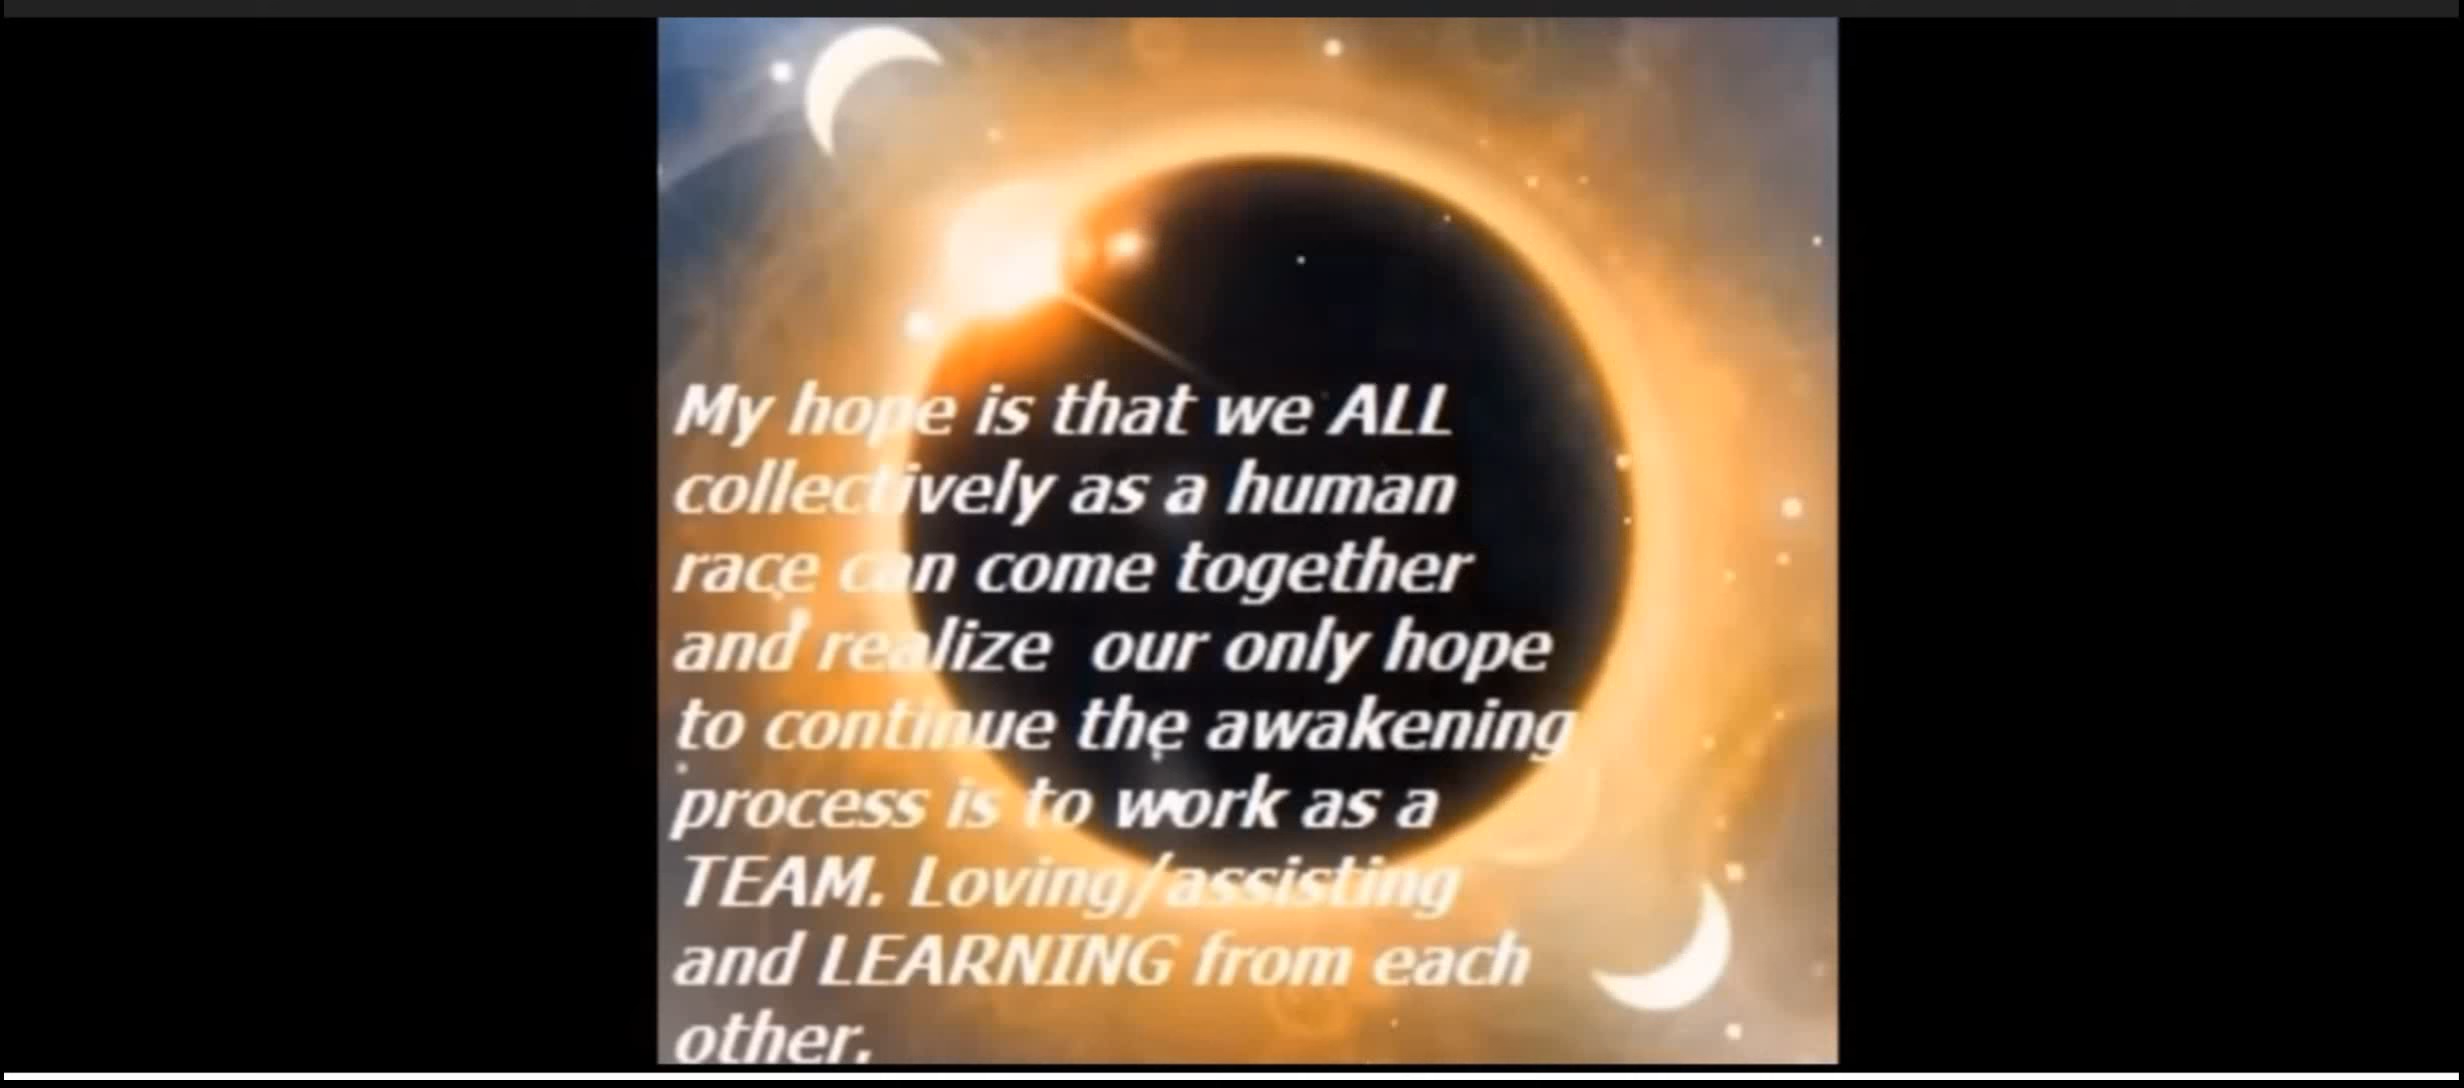 My hope is that we ALL
collectively as a human
race can come together
and realize  our only hope
to continue the awakening
process is to work as a
TEAM. Loving/assisting
and LEARNING from each
other.